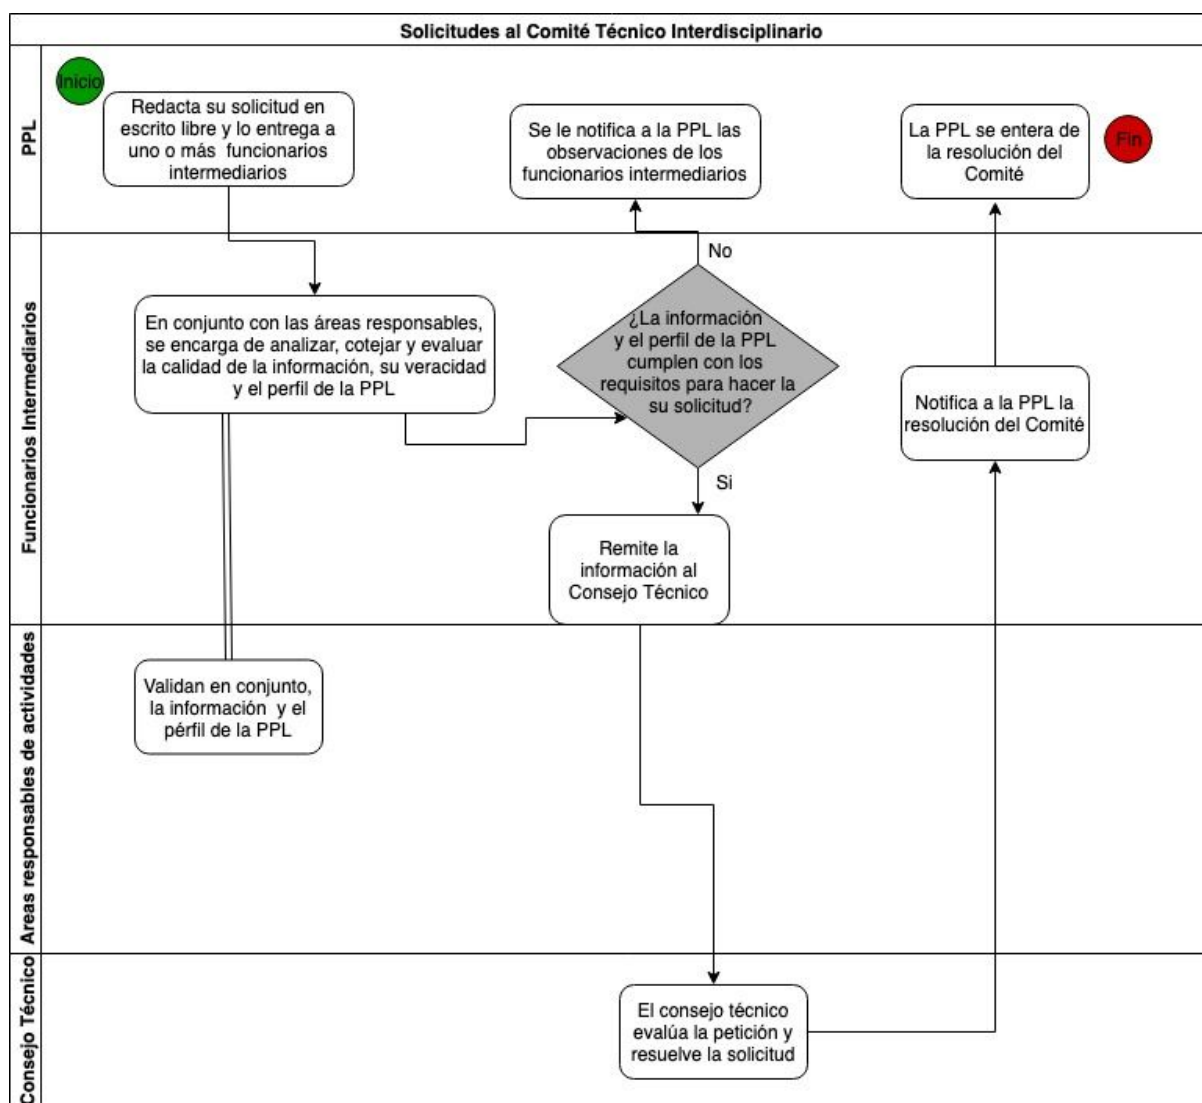 Solicitudes al Comité Técnico Interdisciplinario
PPL
Inicio
Redacta su solicitud en
escrito libre y lo entrega a
uno o más funcionarios
intermediarios
Se le notifica a la PPL las
observaciones de los
funcionarios intermediarios
La PPL se entera de
la resolución del
Comité
Fin
Funcionarios Intermediarios
En conjunto con las áreas responsables,
se encarga de analizar, cotejar y evaluar
la calidad de la información, su veracidad
y el perfil de la PPL
No
¿La información
y el perfil de la PPL
cumplen con los
requisitos para hacer la
su solicitud?
Si
Notifica a la PPL la
resolución del Comité
Remite la
información al
Consejo Técnico
Areas responsables de actividades
Validan en conjunto,
la información y el
pérfil de la PPL
Consejo Técnico
El consejo técnico
evalúa la petición y
resuelve la solicitud